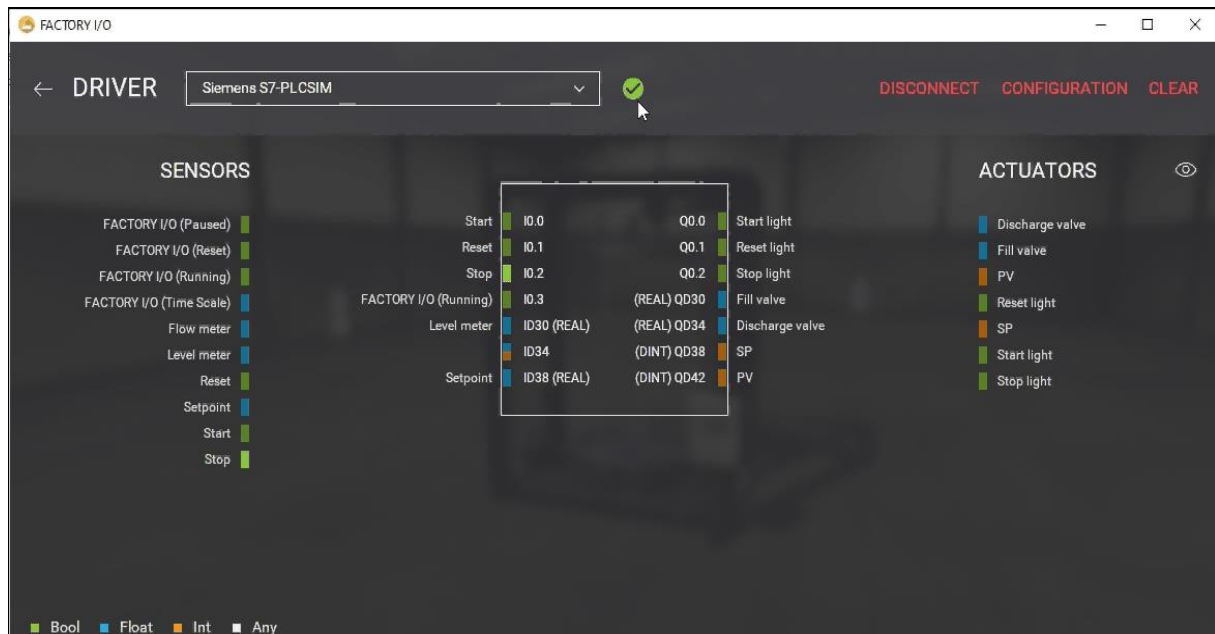 FACTORY I/O
DRIVER Siemens S7-PLCSIM DISCONNECT CONFIGURATION CLEAR
SENSORS ACTUATORS
FACTORY I/O (Paused)
FACTORY I/O (Reset)
FACTORY I/O (Running)
FACTORY I/O (Time Scale)
Flow meter
Level meter
Reset
Setpoint
Start
Stop
Start I0.0 Q0.0 Start light
Reset I0.1 Q0.1 Reset light
Stop I0.2 Q0.2 Stop light
FACTORY I/O (Running) I0.3 (REAL) QD30 Fill valve
Level meter ID30 (REAL) (REAL) QD34 Discharge valve
ID34 (DINT) QD38 SP
Setpoint ID38 (REAL) (DINT) QD42 PV
Discharge valve
Fill valve
PV
Reset light
SP
Start light
Stop light
Bool Float Int Any